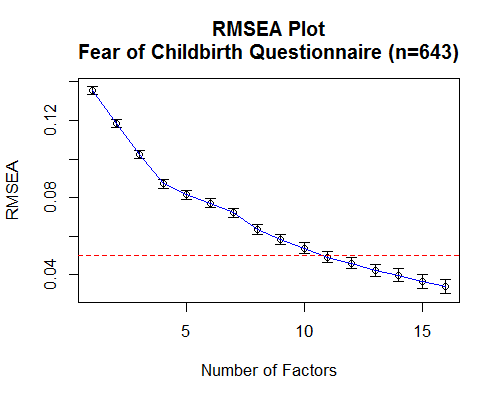 RMSEA Plot
Fear of Childbirth Questionnaire (n=643)
RMSEA
0.12
0.08
0.04
5
10
15
Number of Factors